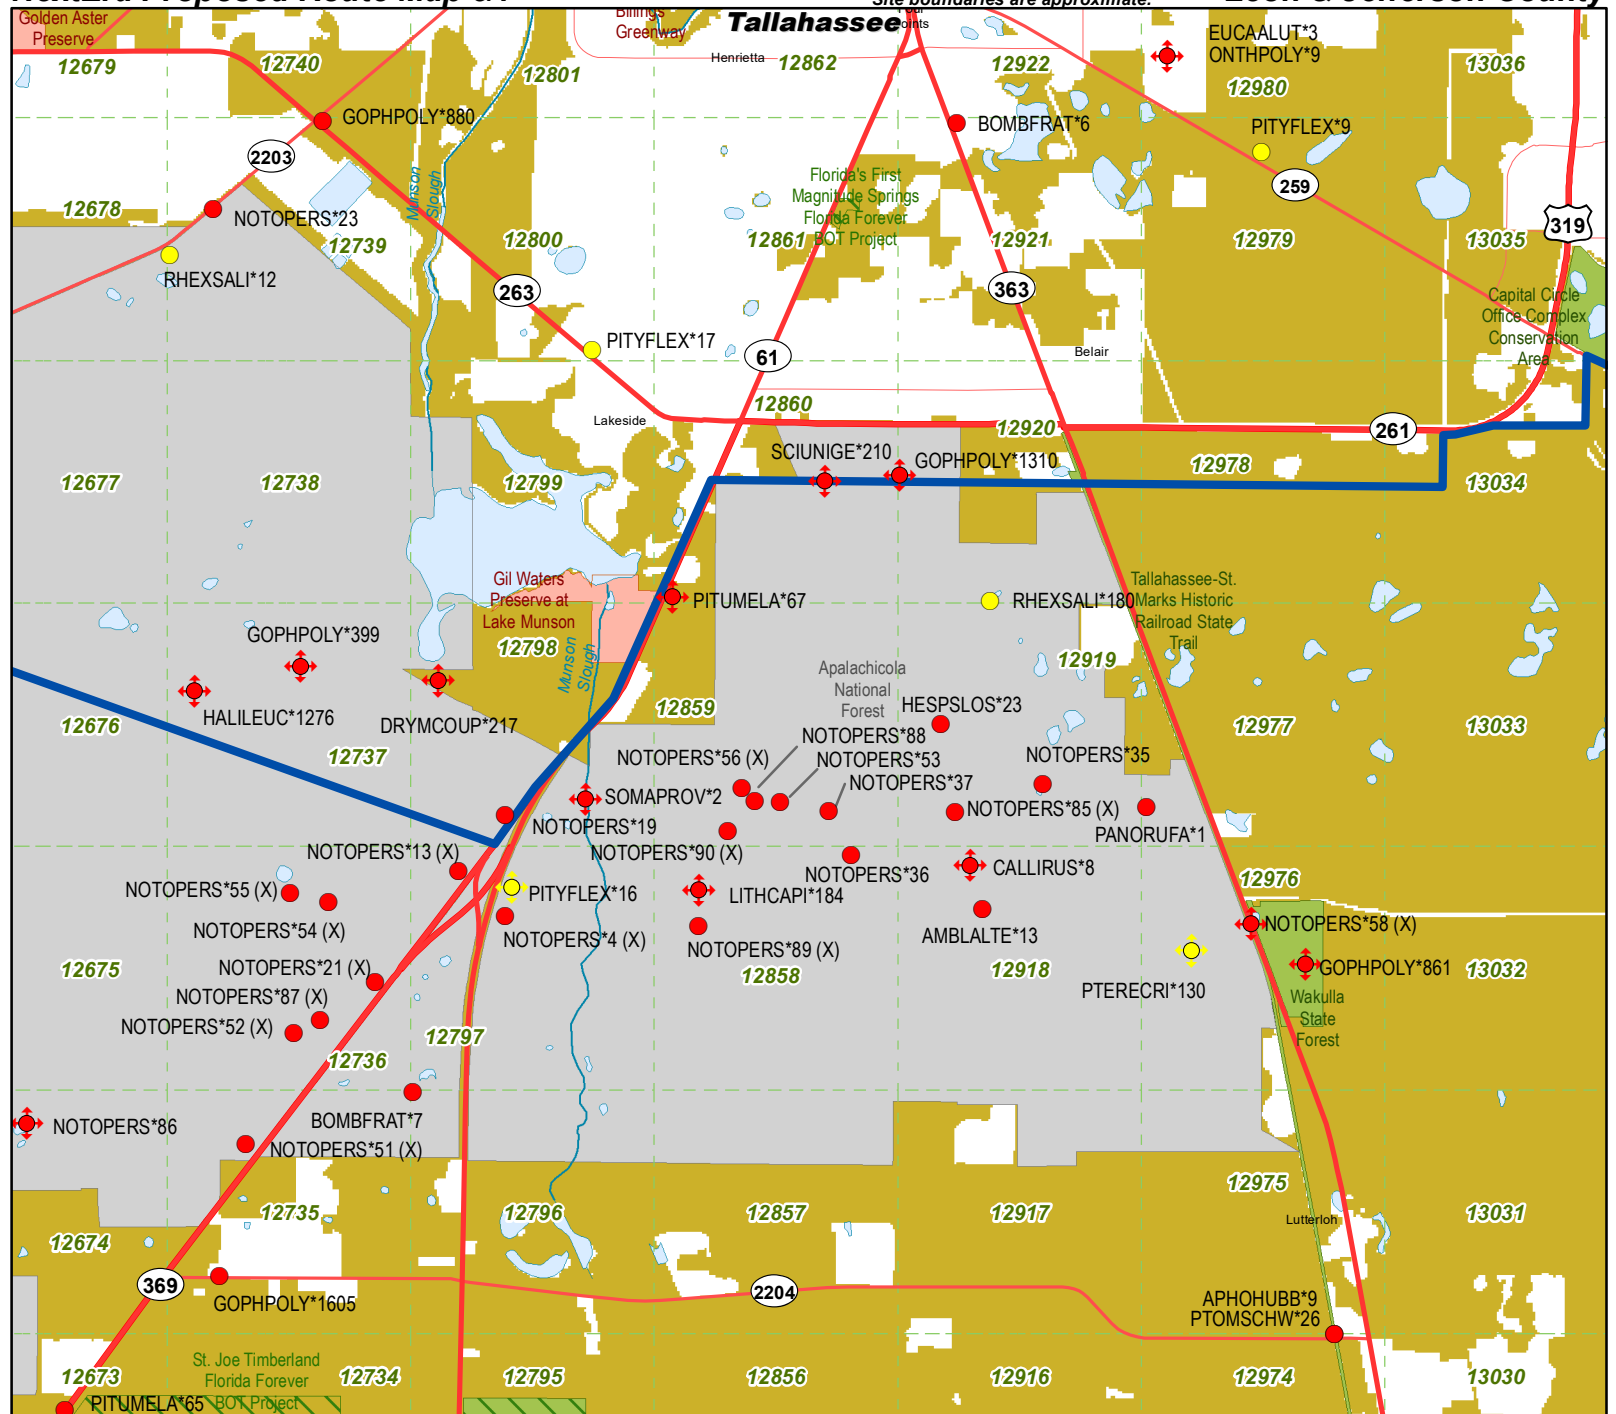 Site boundaries are approximate.
Golden Aster
Preserve
Billings
Greenway
Tallahassee
Points
Henrietta
EUCAALUT*3
ONTHPOLY*9
12679
12740
12801
12862
12922
12980
13036
GOPHPOLY*880
BOMBFRAT*6
PITYFLEX*9
2203
259
Munson
Slough
Florida's First
Magnitude Springs
Florida Forever
BOT Project
12678
NOTOPERS*23
12739
12800
12861
12921
12979
13035
319
RHEXSALI*12
263
363
Capital Circle
Office Complex
Conservation
Area
PITYFLEX*17
61
Belair
12860
Lakeside
12920
261
SCIUNIGE*210
GOPHPOLY*1310
12677
12738
12799
12978
13034
Gil Waters
Preserve at
Lake Munson
PITUMELA*67
RHEXSALI*180
Tallahassee-St.
Marks Historic
Railroad State
Trail
GOPHPOLY*399
12798
Munson
Slough
12919
Apalachicola
National
Forest
HALILEUC*1276
DRYMCOUP*217
12859
HESPSLOS*23
12676
12737
12977
13033
NOTOPERS*88
NOTOPERS*56 (X)
NOTOPERS*53
NOTOPERS*35
NOTOPERS*37
SOMAPROV*2
NOTOPERS*85 (X)
NOTOPERS*19
PANORUFA*1
NOTOPERS*13 (X)
NOTOPERS*90 (X)
NOTOPERS*36
CALLIRUS*8
12976
NOTOPERS*55 (X)
PITYFLEX*16
LITHCAPI*184
NOTOPERS*54 (X)
NOTOPERS*4 (X)
AMBLALTE*13
NOTOPERS*58 (X)
NOTOPERS*89 (X)
12675
NOTOPERS*21 (X)
12858
12918
GOPHPOLY*861
13032
NOTOPERS*87 (X)
PTERECRI*130
Wakulla
State
Forest
NOTOPERS*52 (X)
12797
12736
NOTOPERS*86
BOMBFRAT*7
NOTOPERS*51 (X)
12975
12735
12796
12857
12917
Lutterloh
13031
12674
369
2204
GOPHPOLY*1605
APHOHUBB*9
PTOMSCHW*26
St. Joe Timberland
Florida Forever
BOT Project
12673
12734
12795
12856
12916
12974
13030
PITUMELA*65